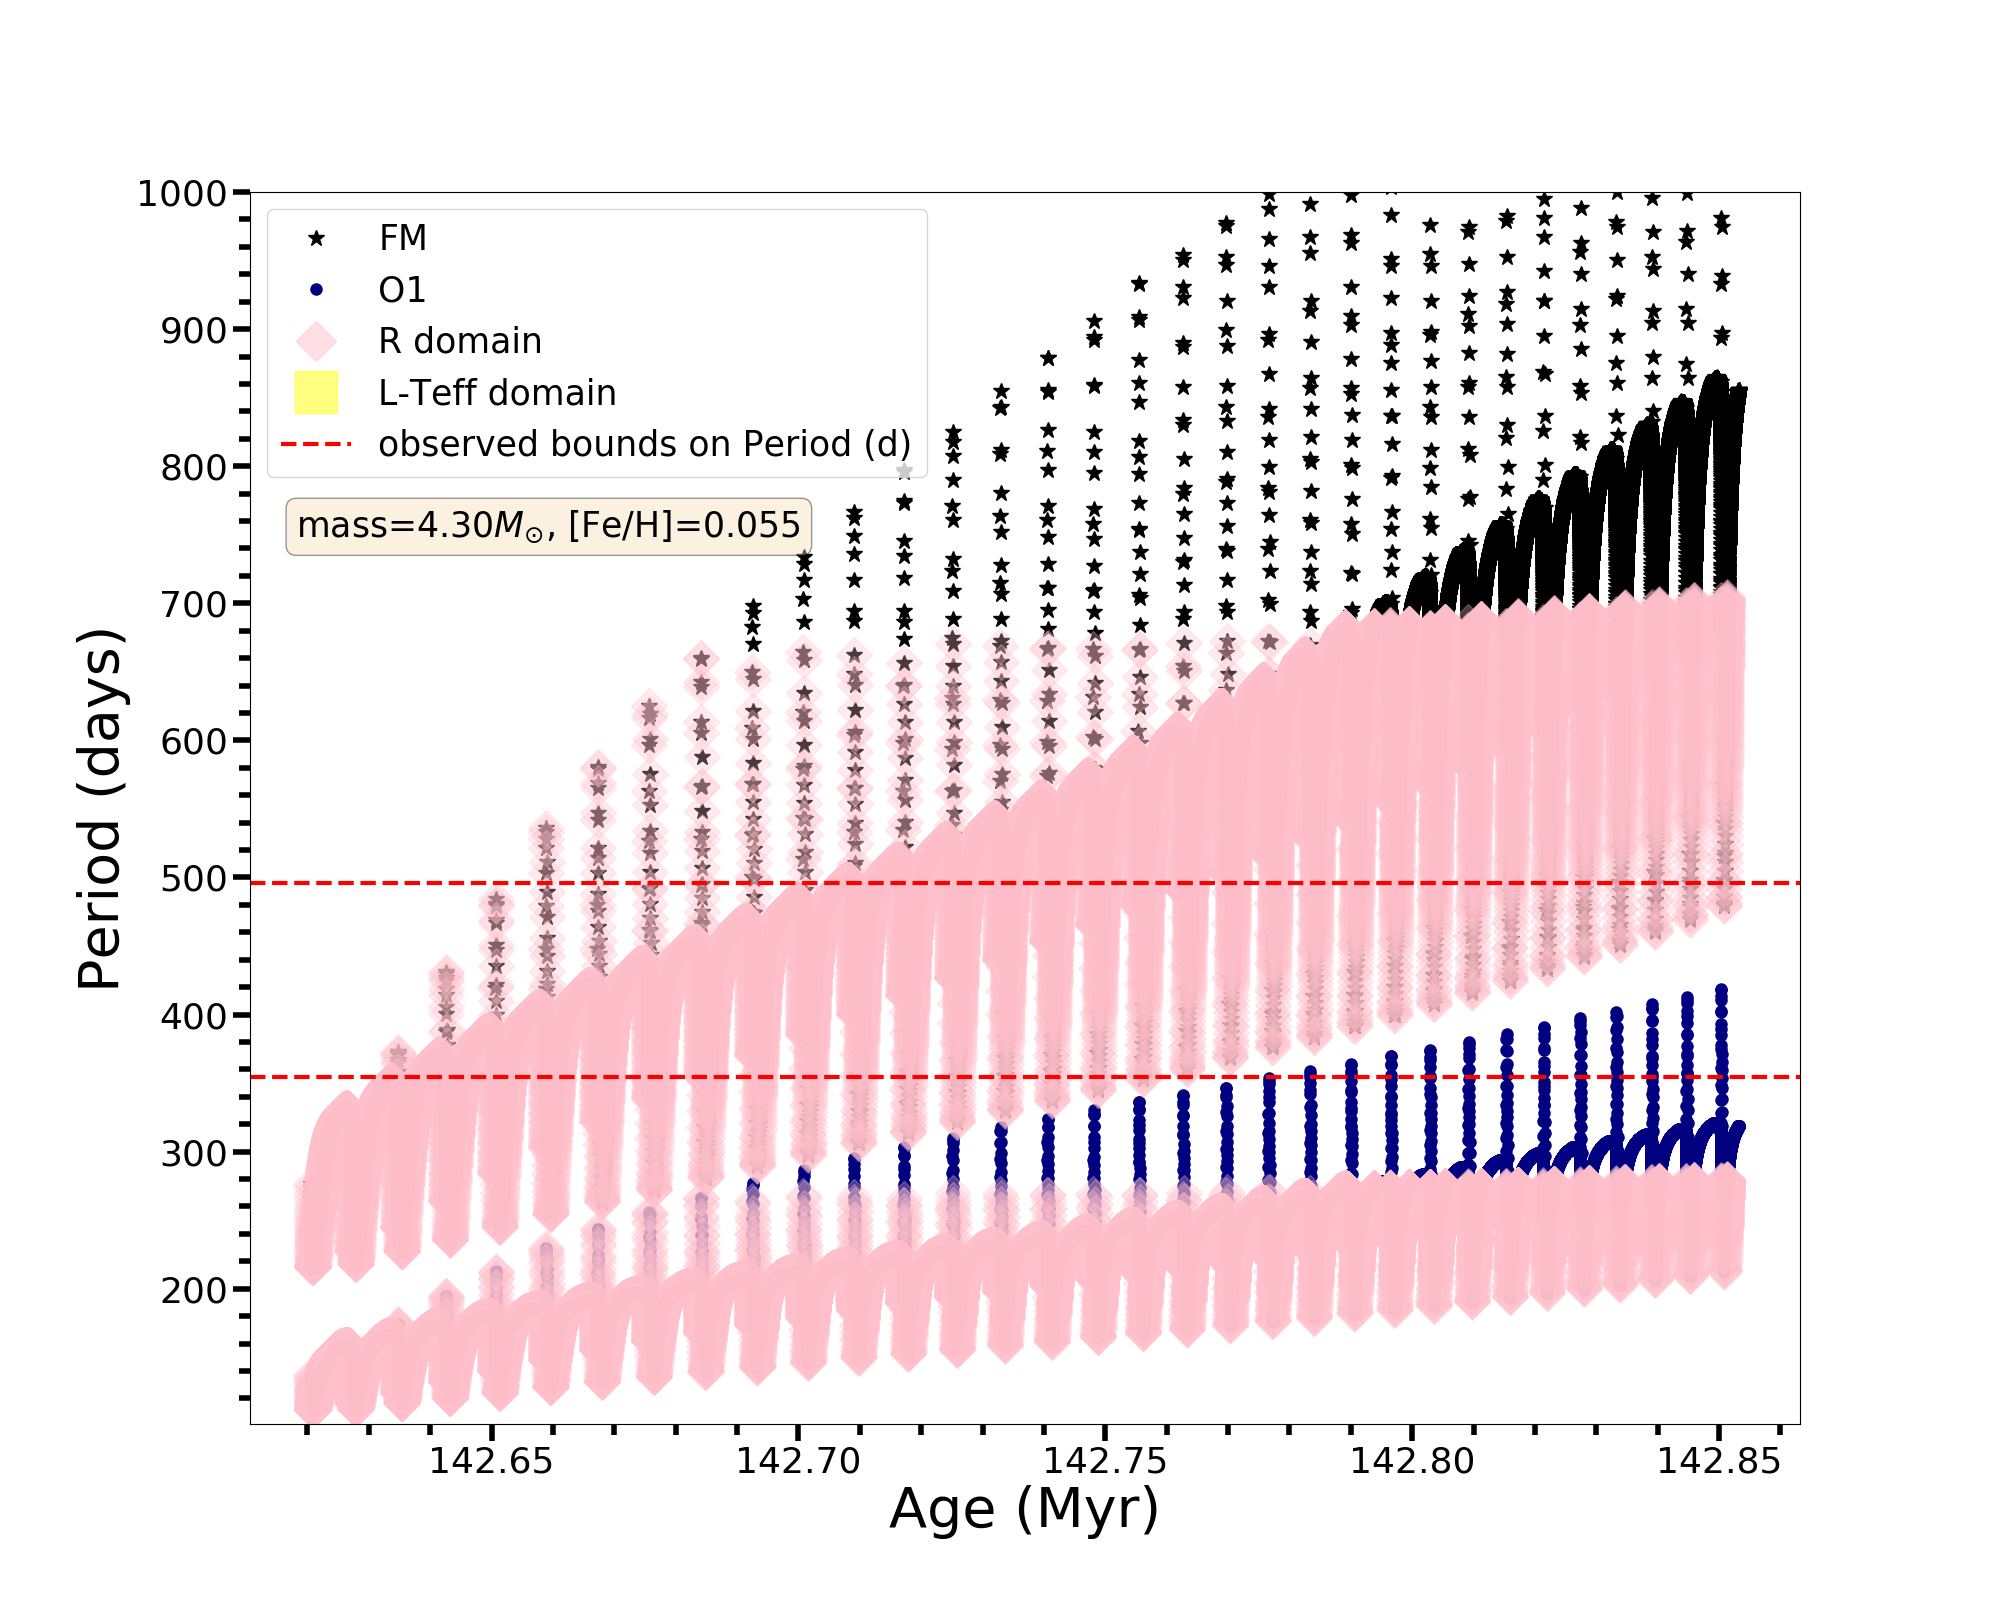 1000
900
800
700
600
500
400
300
200
Period (days)
FM
O1
R domain
L-Teff domain
observed bounds on Period (d)
mass=4.30M⊙, [Fe/H]=0.055
142.65 142.70 142.75 142.80 142.85
Age (Myr)